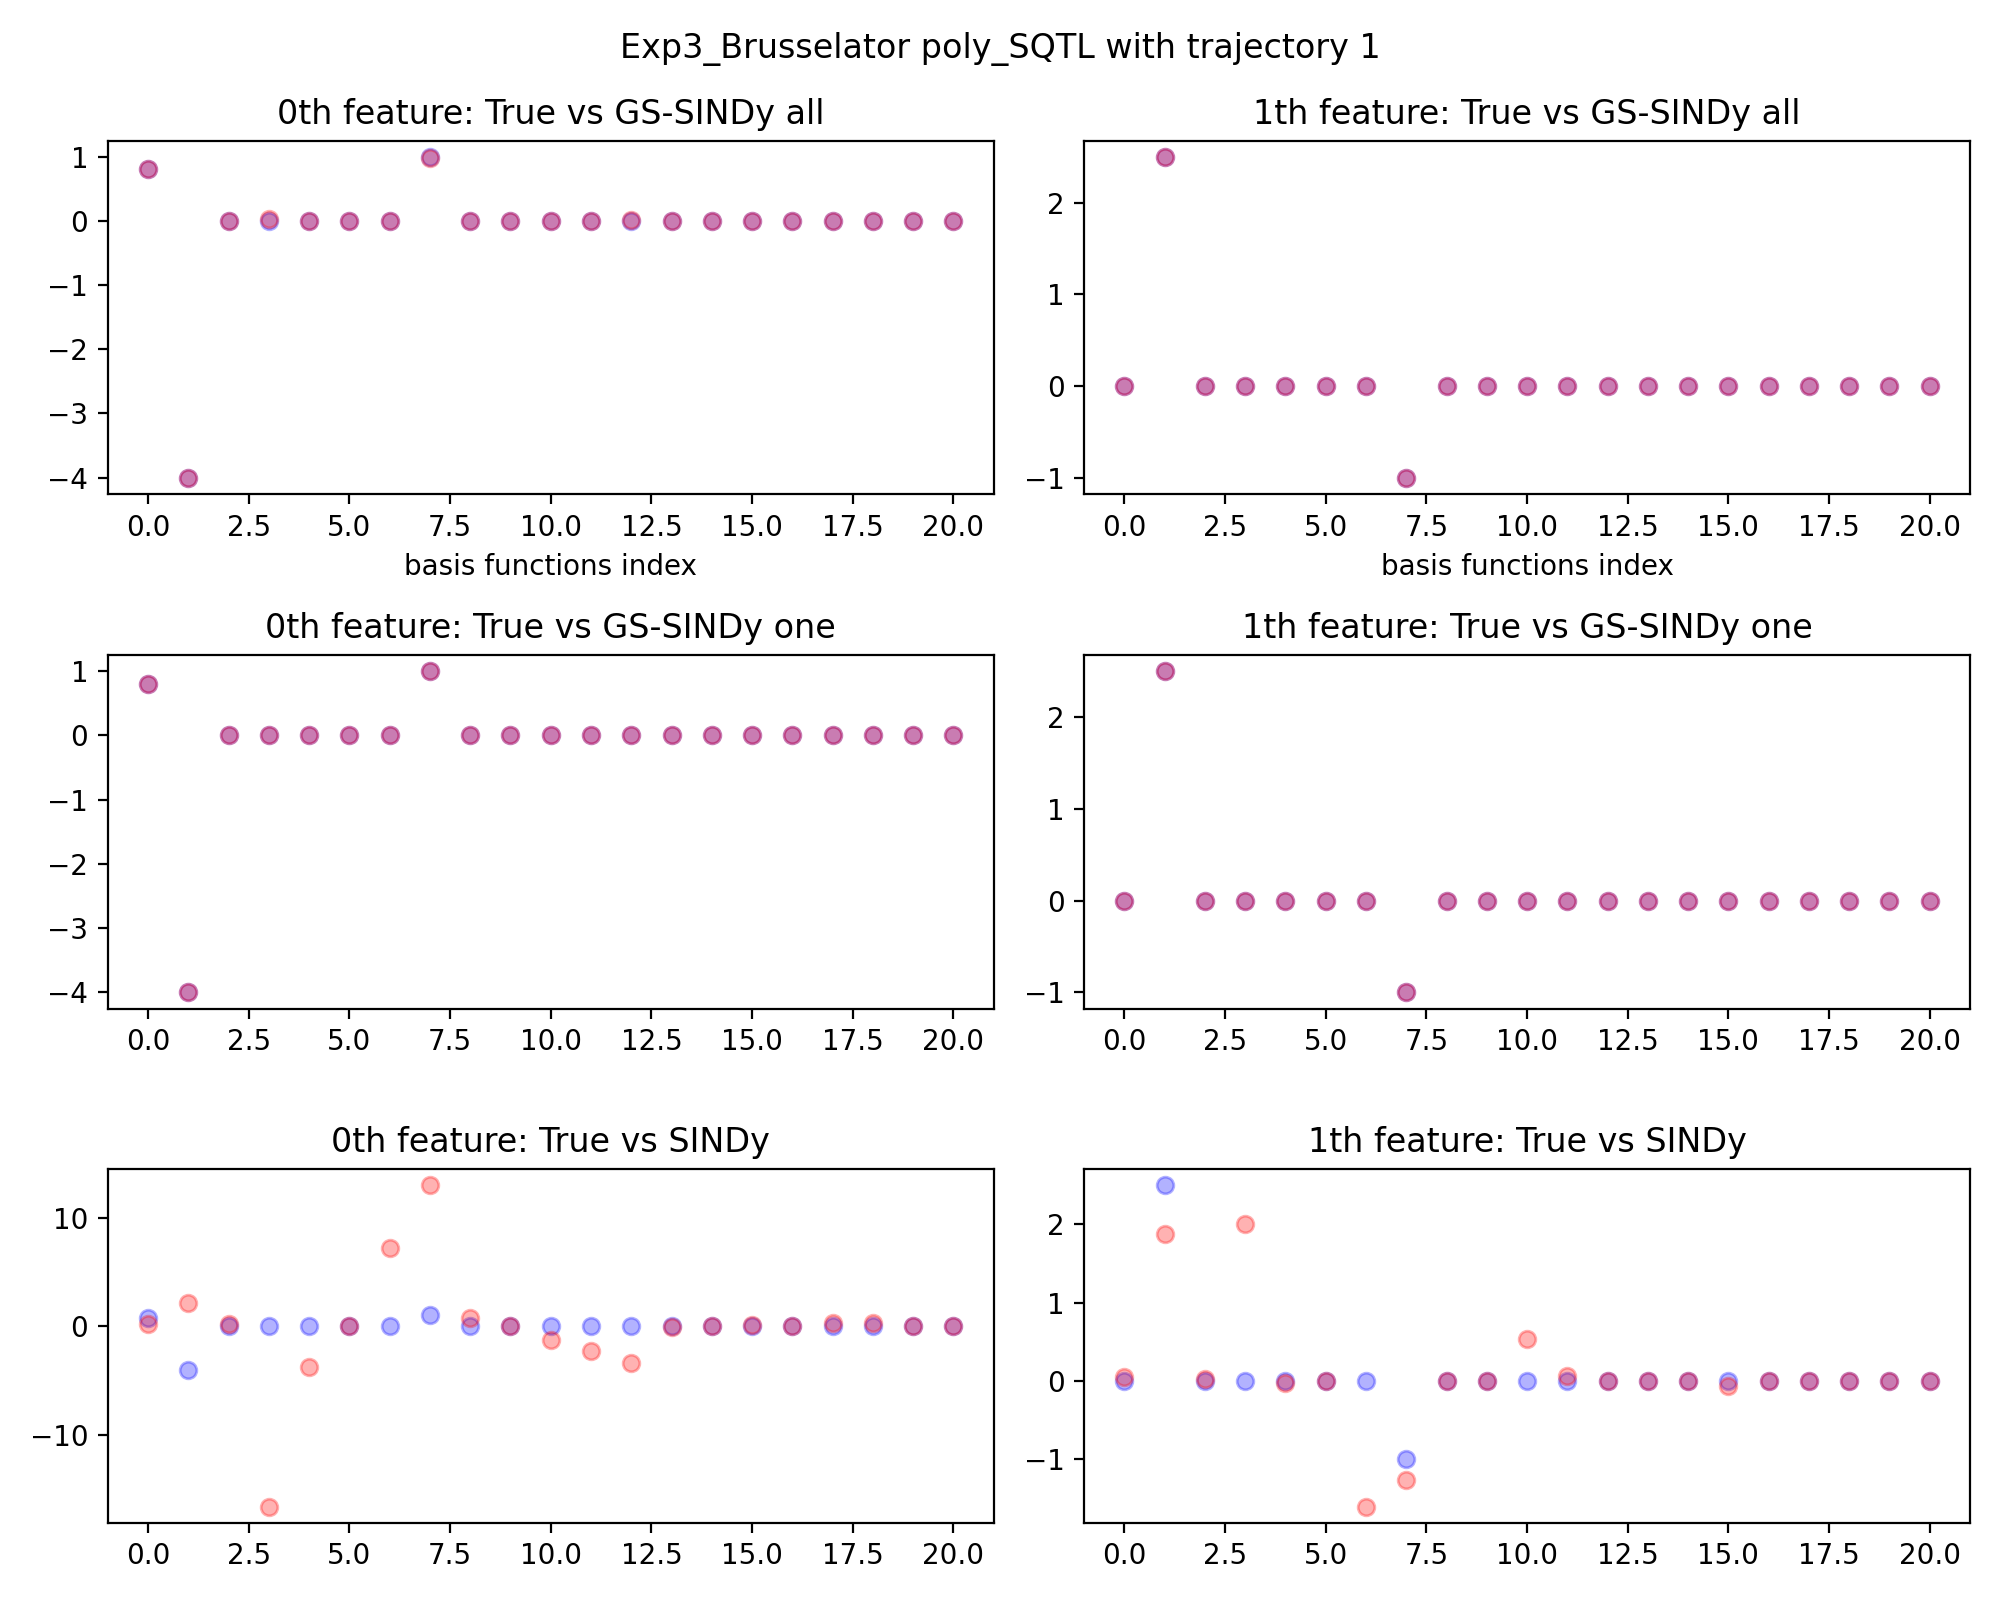 Exp3_Brusselator poly_SQTL with trajectory 1
0th feature: True vs GS-SINDy all
1th feature: True vs GS-SINDy all
1
0
−1
−2
−3
−4
2
1
0
−1
0.0 2.5 5.0 7.5 10.0 12.5 15.0 17.5 20.0
0.0 2.5 5.0 7.5 10.0 12.5 15.0 17.5 20.0
basis functions index
basis functions index
0th feature: True vs GS-SINDy one
1th feature: True vs GS-SINDy one
1
0
−1
−2
−3
−4
2
1
0
−1
0.0 2.5 5.0 7.5 10.0 12.5 15.0 17.5 20.0
0.0 2.5 5.0 7.5 10.0 12.5 15.0 17.5 20.0
0th feature: True vs SINDy
1th feature: True vs SINDy
10
0
−10
2
1
0
−1
0.0 2.5 5.0 7.5 10.0 12.5 15.0 17.5 20.0
0.0 2.5 5.0 7.5 10.0 12.5 15.0 17.5 20.0